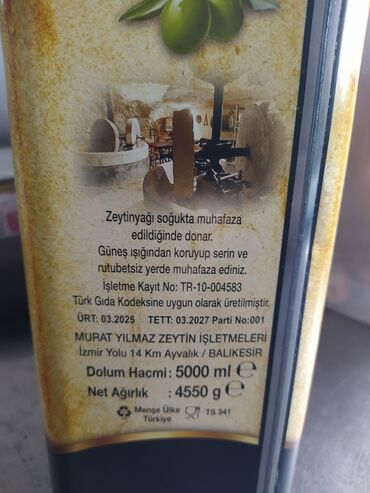 Zeytinyağı soğukta muhafaza
edildiğinde donar.
Güneş ışığından koruyup serin ve
rutubetsiz yerde muhafaza ediniz.
İşletme Kayıt No: TR-10-004583
Türk Gıda Kodeksine uygun olarak üretilmiştir.
ÜRT: 03.2025 TETT: 03.2027 Parti No:001
MURAT YILMAZ ZEYTİN İŞLETMELERİ
İzmir Yolu 14 Km Ayvalık / BALIKESİR
Dolum Hacmi : 5000 ml e
Net Ağırlık : 4550 g e
Menşe Ülke
Türkiye
TS 341